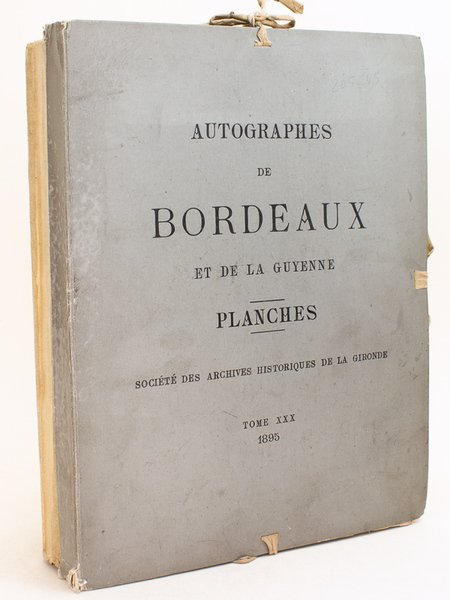 AUTOGRAPHES
DE
BORDEAUX
ET DE LA GUYENNE
PLANCHES
SOCIÉTÉ DES ARCHIVES HISTORIQUES DE LA GIRONDE
TOME XXX
1895